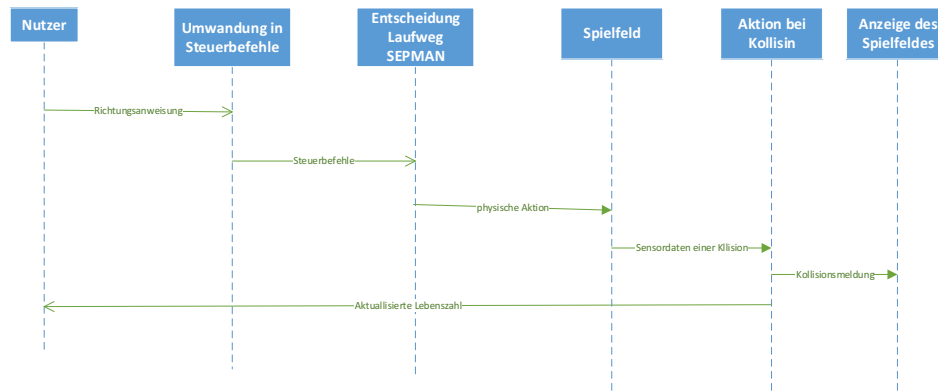 Nutzer
Umwandung in
Steuerbefehle
Entscheidung
Laufweg
SEPMAN
Spielfeld
Aktion bei
Kollisin
Anzeige des
Spielfeldes
Richtungsanweisung
Steuerbefehle
physische Aktion
Sensordaten einer Kllision
Kollisionsmeldung
Aktuallisierte Lebenszahl